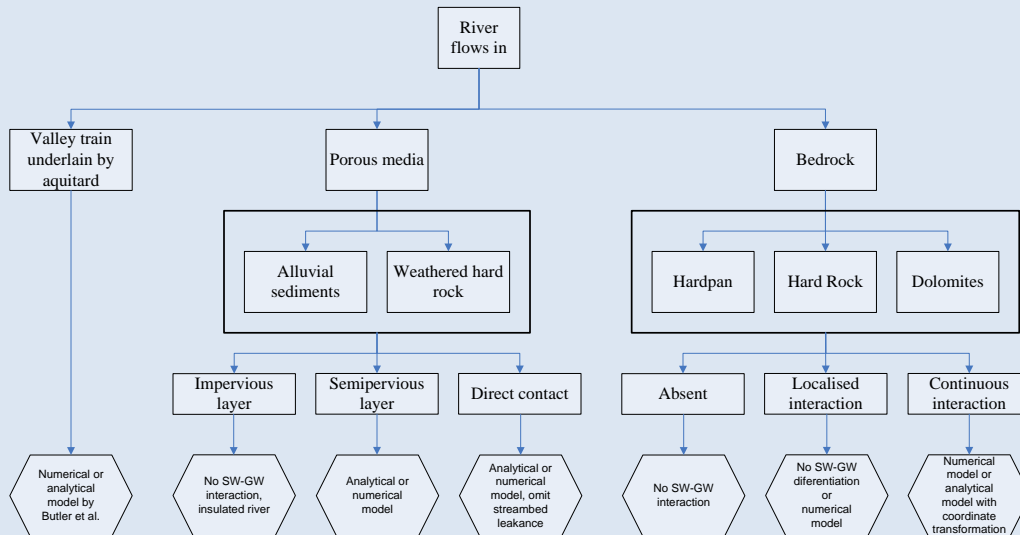 River
flows in
Valley train
underlain by
aquitard
Porous media
Bedrock
Alluvial
sediments
Weathered hard
rock
Hardpan
Hard Rock
Dolomites
Impervious
layer
Semipervious
layer
Direct contact
Absent
Localised
interaction
Continuous
interaction
Numerical or
analytical
model by
Butler et al.
No SW-GW
interaction,
insulated river
Analytical or
numerical
model
Analytical or
numerical
model, omit
streambed
leakance
No SW-GW
interaction
No SW-GW
diferentiation
or
numerical
model
Numerical
model or
analytical
model with
coordinate
transformation